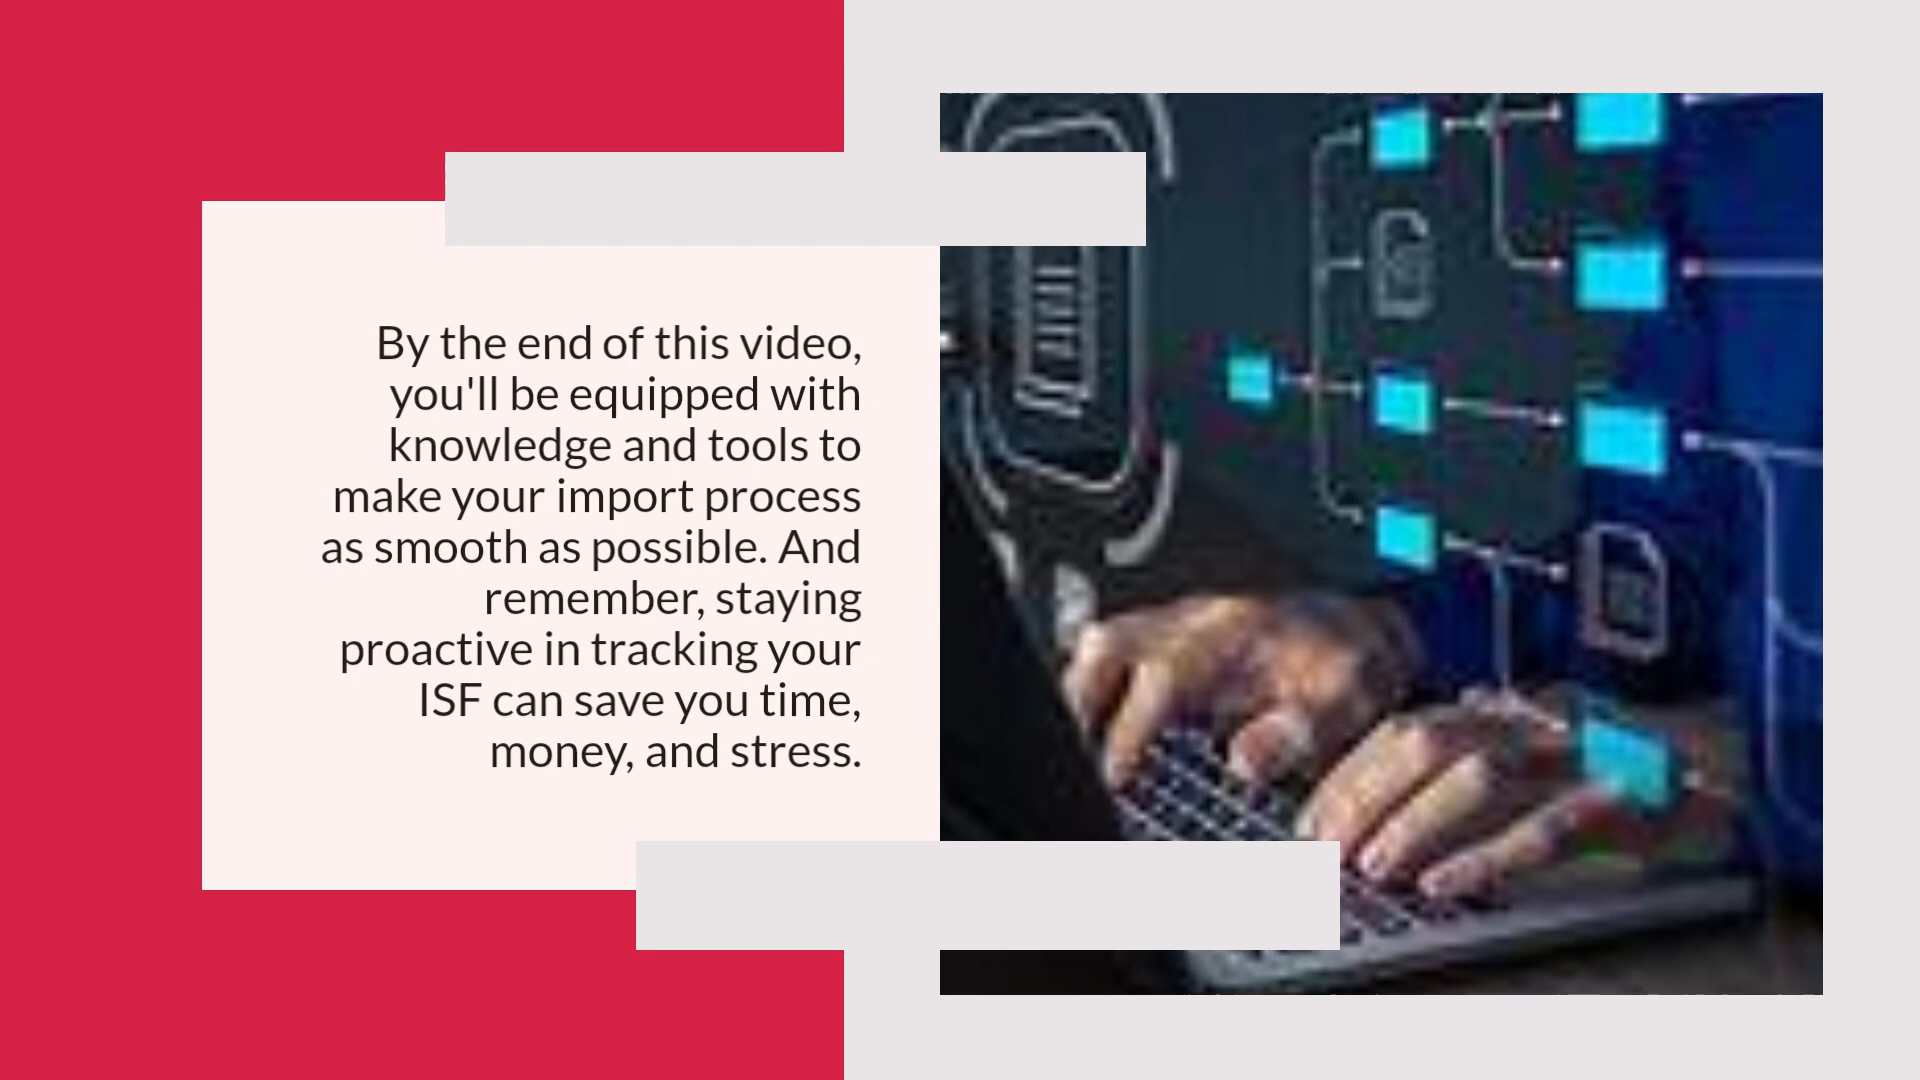 By the end of this video,
you'll be equipped with
knowledge and tools to
make your import process
as smooth as possible. And
remember, staying
proactive in tracking your
ISF can save you time,
money, and stress.